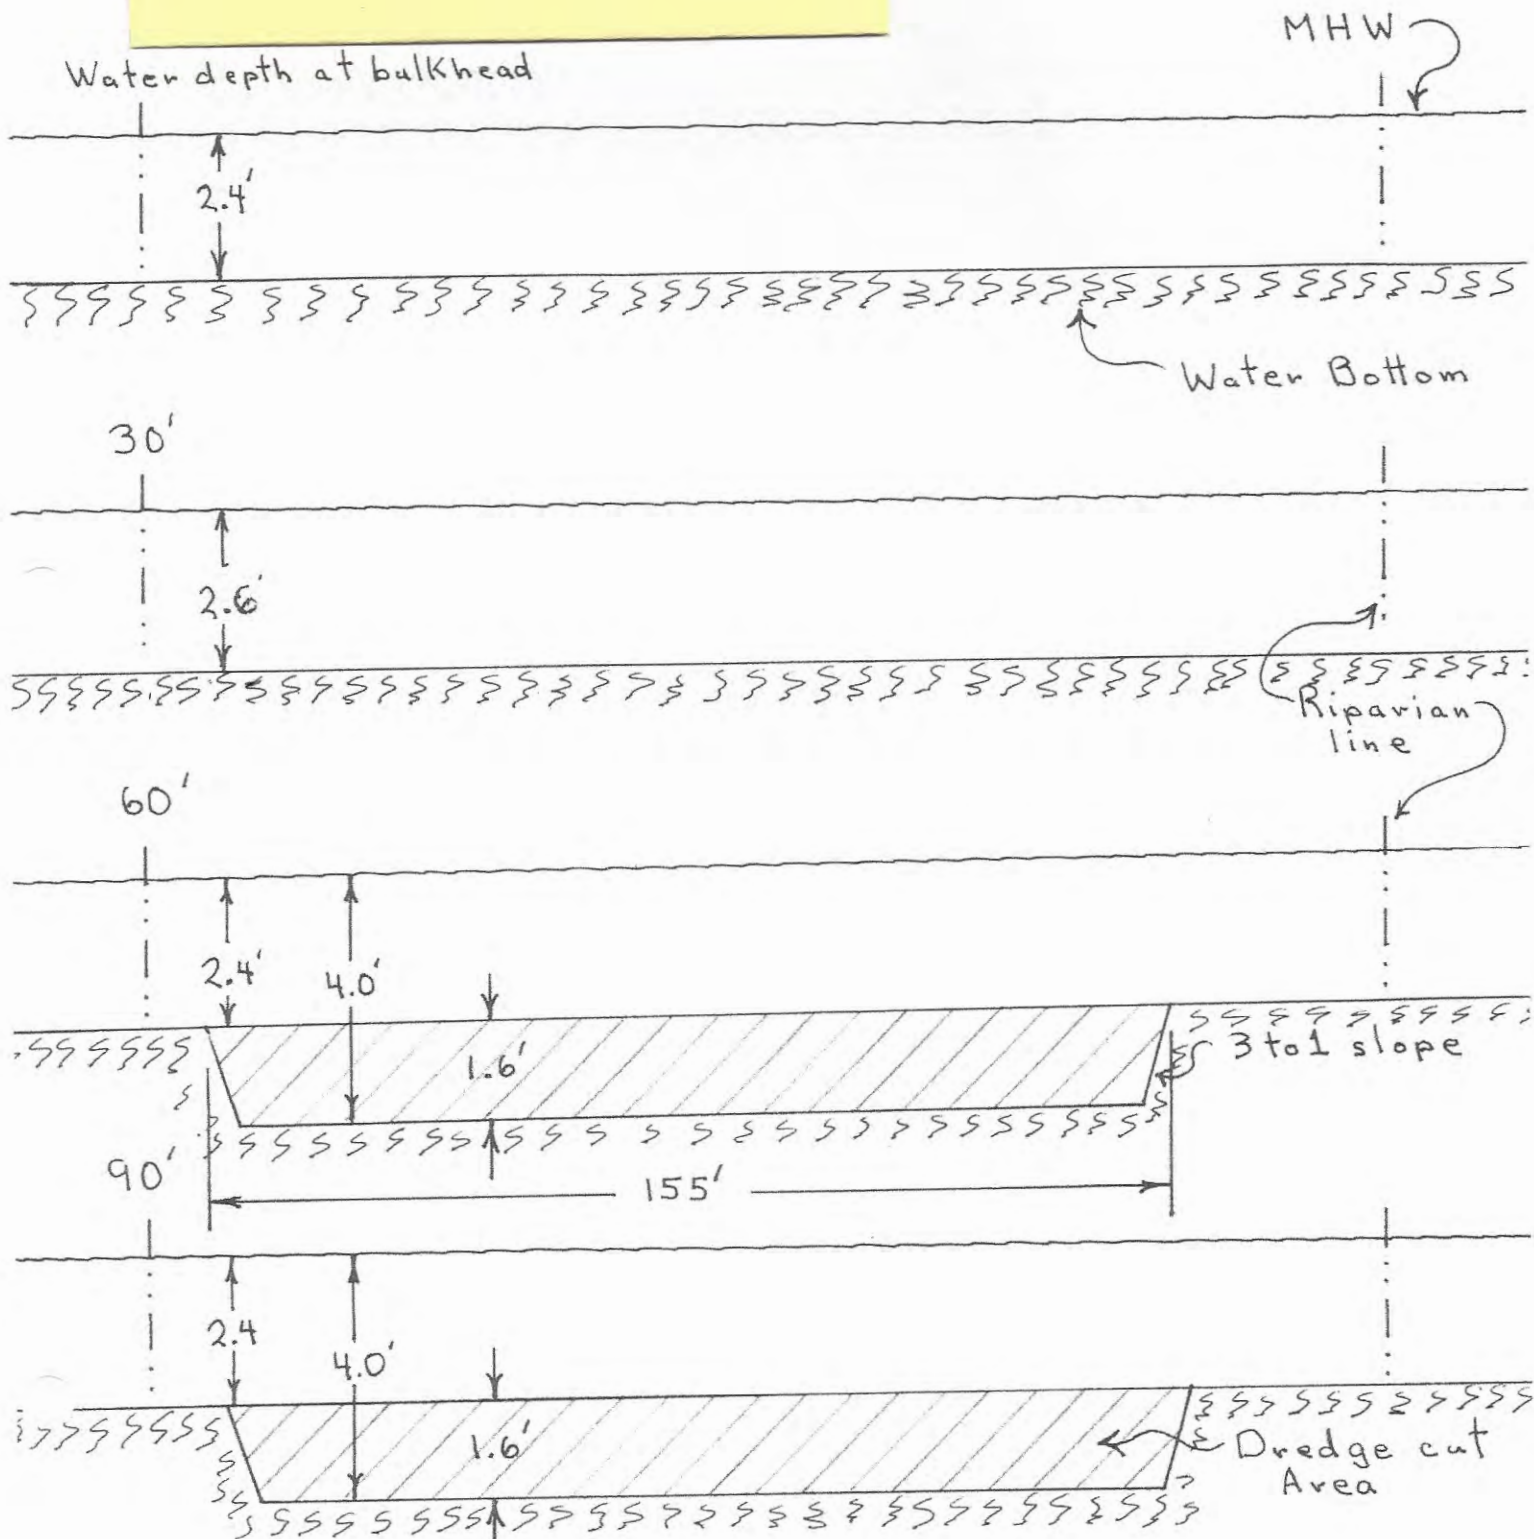 MHW
Water depth at bulkhead
2.4'
Water Bottom
30'
2.6'
Riparian
line
60'
2.4'
4.0'
1.6'
3 to 1 slope
90'
155'
2.4
4.0'
1.6'
Dredge cut
Area